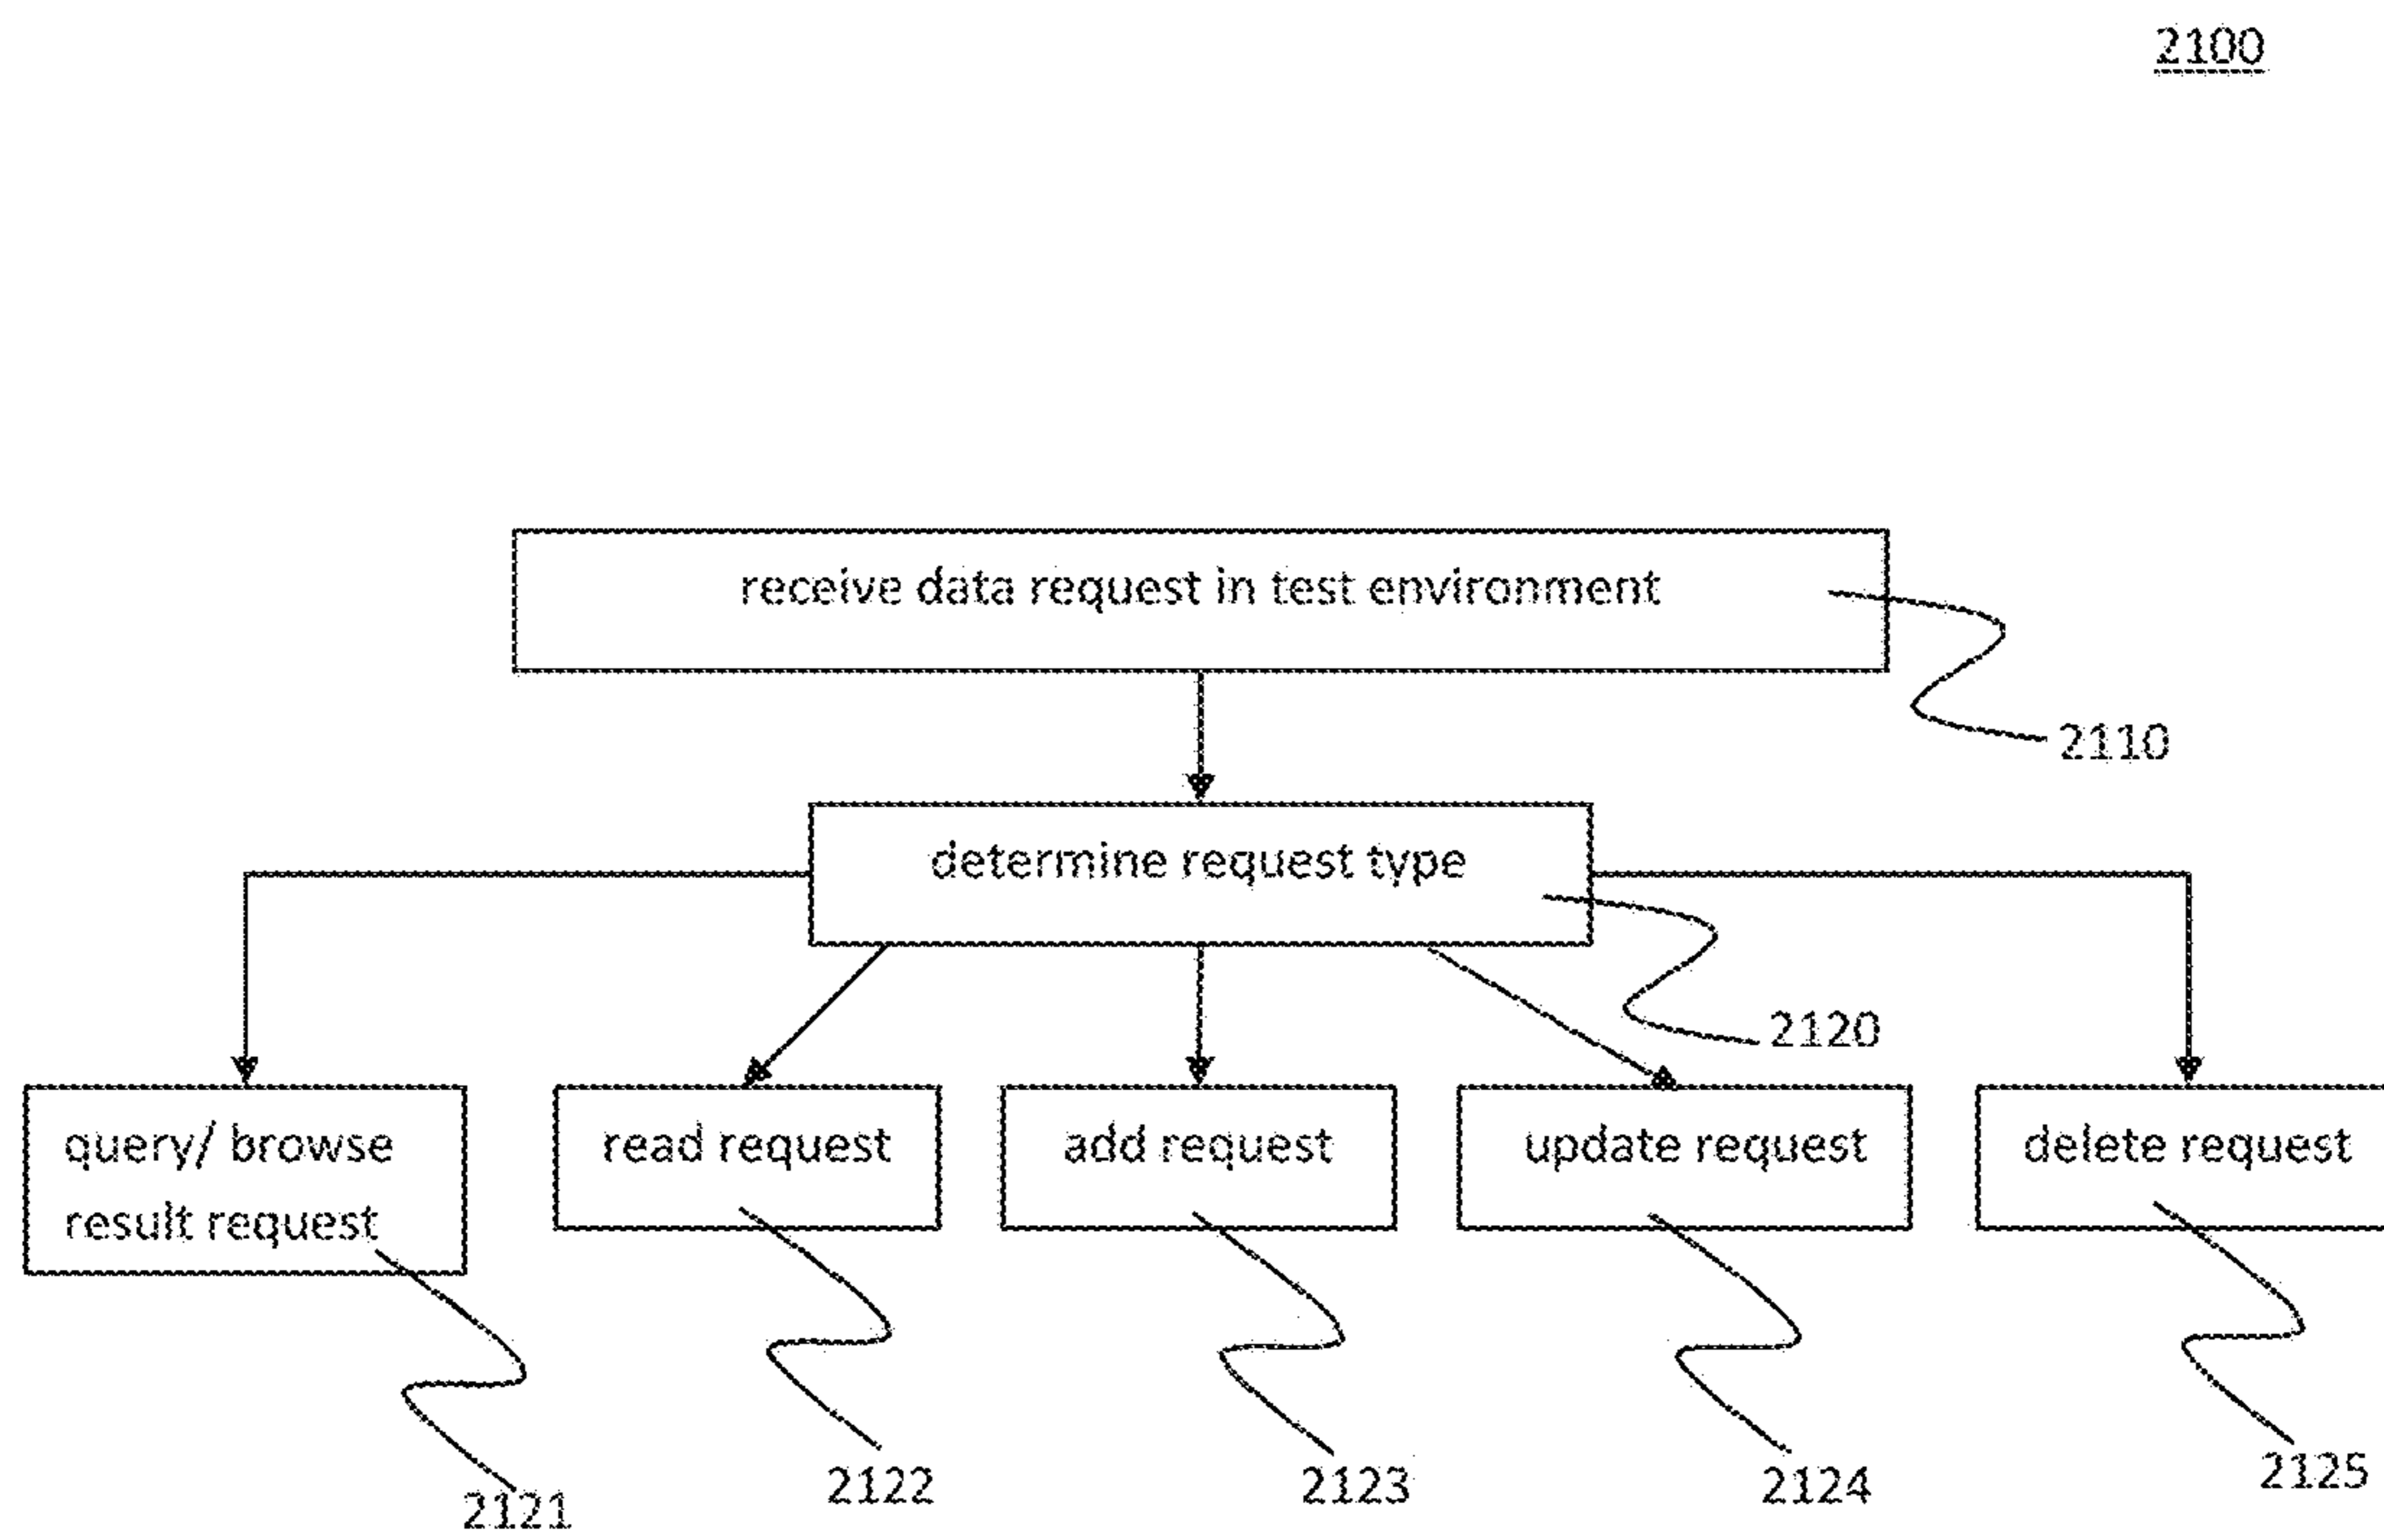 2100
receive data request in test environment
2110
determine request type
2120
query/ browse
result request
read request
add request
update request
delete request
2121
2122
2123
2124
2125